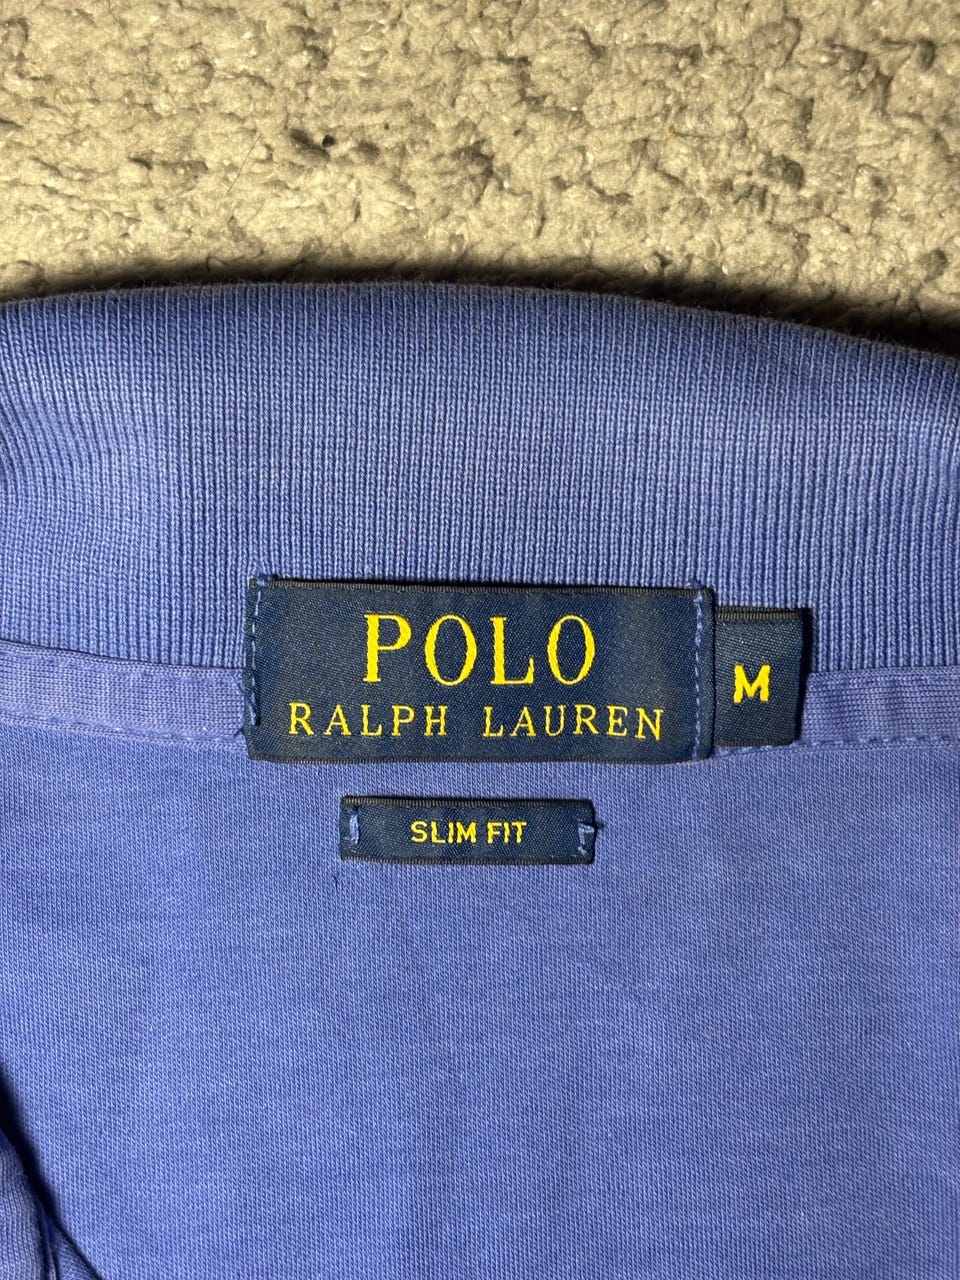 POLO
RALPH LAUREN
M
SLIM FIT